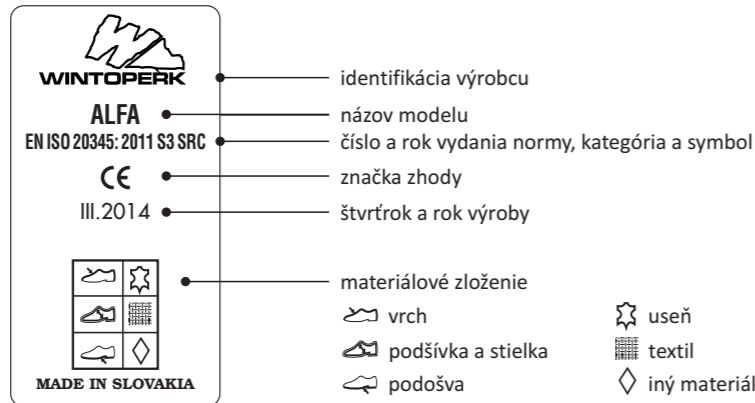 WINTOPERK
identifikácia výrobcu
ALFA
názov modelu
EN ISO 20345: 2011 S3 SRC
číslo a rok vydania normy, kategória a symbol
CE
značka zhody
III.2014
štvrťrok a rok výroby
materiálové zloženie
vrch
useň
podšívka a stielka
textil
podošva
iný materiál
MADE IN SLOVAKIA